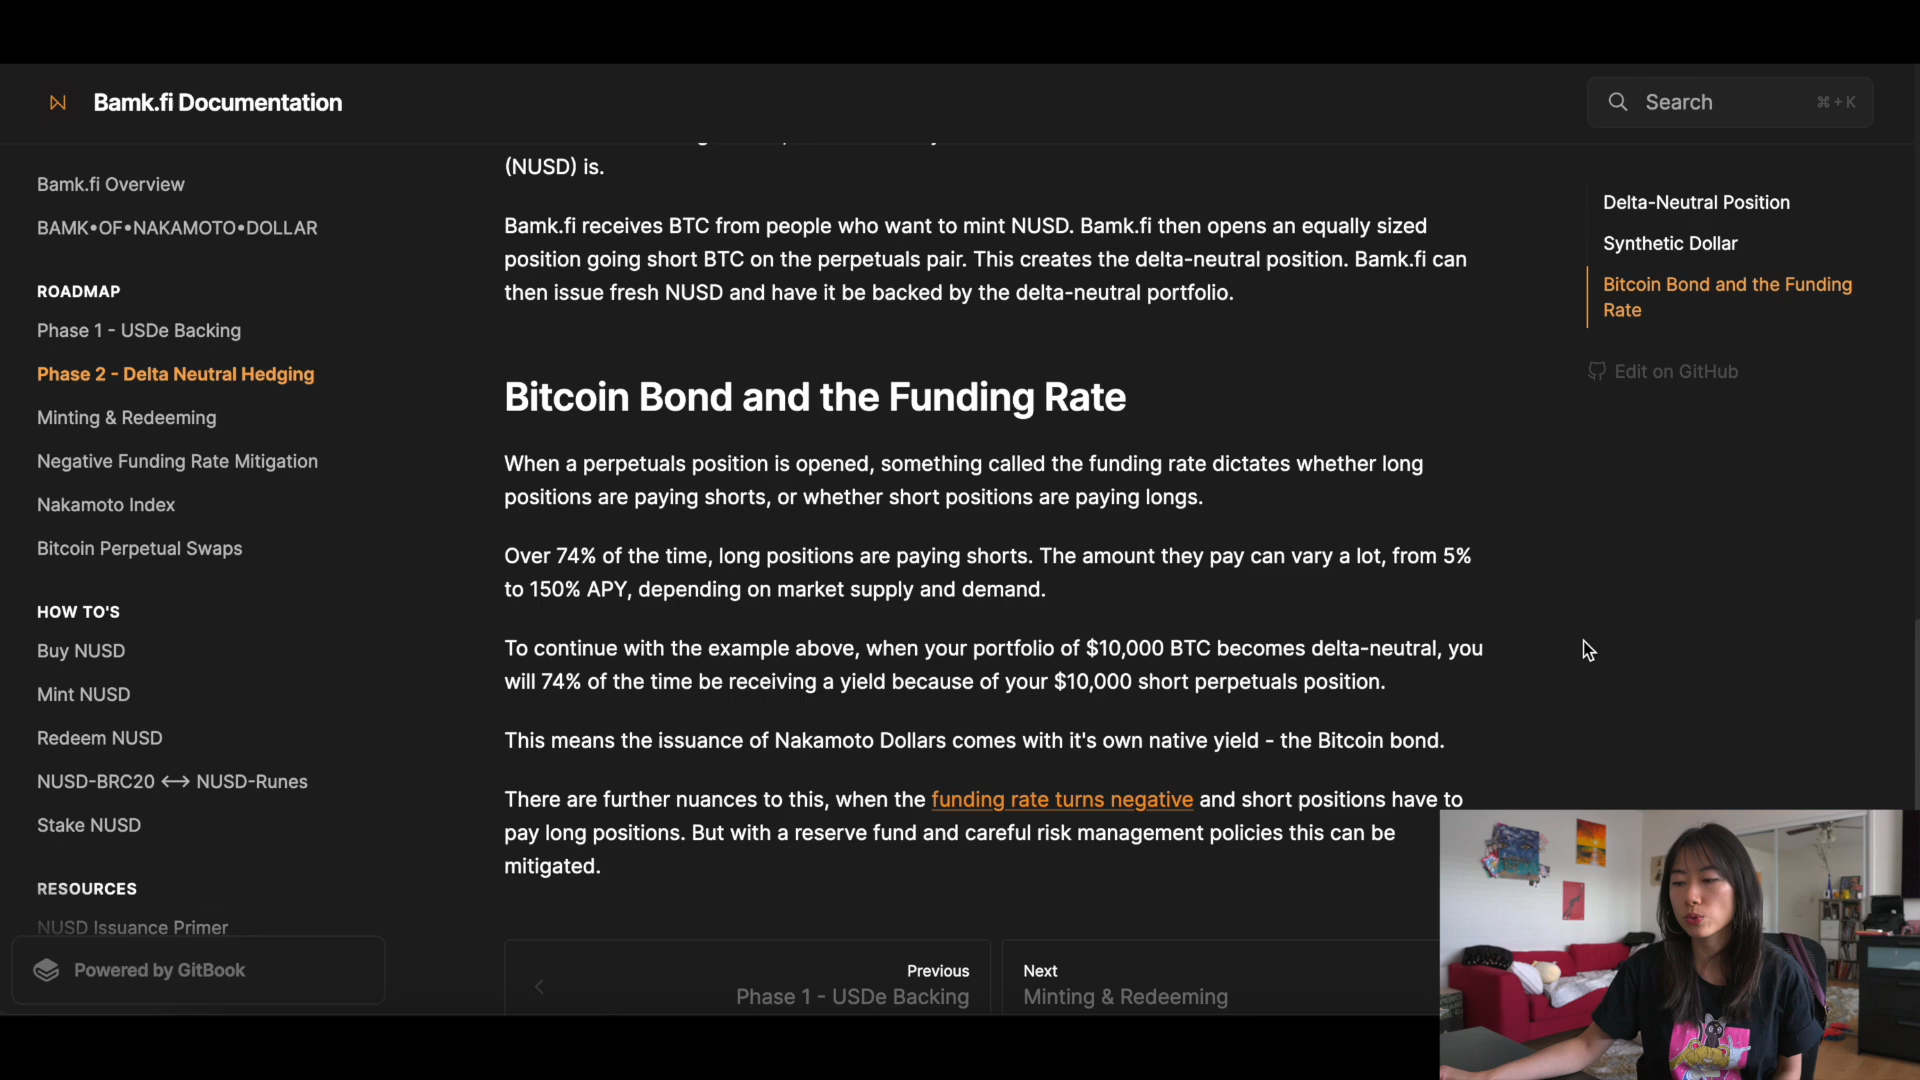 Bamk.fi Documentation
Search
⌘ + K
Bamk.fi Overview
BAMK•OF•NAKAMOTO•DOLLAR
ROADMAP
Phase 1 - USDe Backing
Phase 2 - Delta Neutral Hedging
Minting & Redeeming
Negative Funding Rate Mitigation
Nakamoto Index
Bitcoin Perpetual Swaps
HOW TO'S
Buy NUSD
Mint NUSD
Redeem NUSD
NUSD-BRC20 <-> NUSD-Runes
Stake NUSD
RESOURCES
NUSD Issuance Primer
Powered by GitBook
(NUSD) is.
Bamk.fi receives BTC from people who want to mint NUSD. Bamk.fi then opens an equally sized
position going short BTC on the perpetuals pair. This creates the delta-neutral position. Bamk.fi can
then issue fresh NUSD and have it be backed by the delta-neutral portfolio.
Bitcoin Bond and the Funding Rate
When a perpetuals position is opened, something called the funding rate dictates whether long
positions are paying shorts, or whether short positions are paying longs.
Over 74% of the time, long positions are paying shorts. The amount they pay can vary a lot, from 5%
to 150% APY, depending on market supply and demand.
To continue with the example above, when your portfolio of $10,000 BTC becomes delta-neutral, you
will 74% of the time be receiving a yield because of your $10,000 short perpetuals position.
This means the issuance of Nakamoto Dollars comes with it's own native yield - the Bitcoin bond.
There are further nuances to this, when the funding rate turns negative and short positions have to
pay long positions. But with a reserve fund and careful risk management policies this can be
mitigated.
Previous
Phase 1 - USDe Backing
Next
Minting & Redeeming
Delta-Neutral Position
Synthetic Dollar
Bitcoin Bond and the Funding
Rate
Edit on GitHub